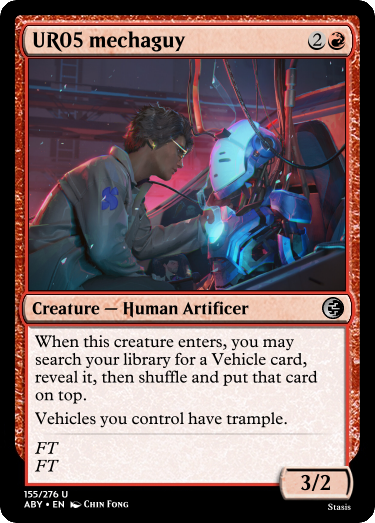 UR05 mechaguy 2
Creature — Human Artificer
When this creature enters, you may
search your library for a Vehicle card,
reveal it, then shuffle and put that card
on top.
Vehicles you control have trample.
FT
FT
3/2
155/276 U
ABY • EN Chin Fong
Stasis